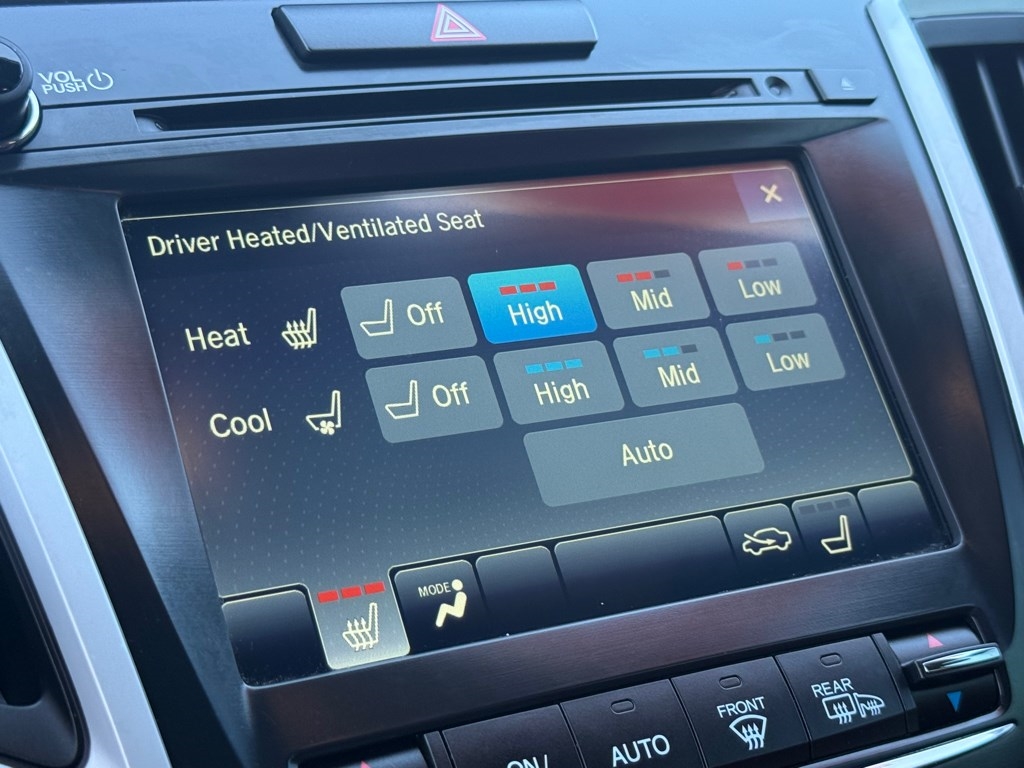 VOL
PUSH
Driver Heated/Ventilated Seat
Heat Off High Mid Low
Cool Off High Mid Low
Auto
MODE
ON/
AUTO
FRONT
REAR